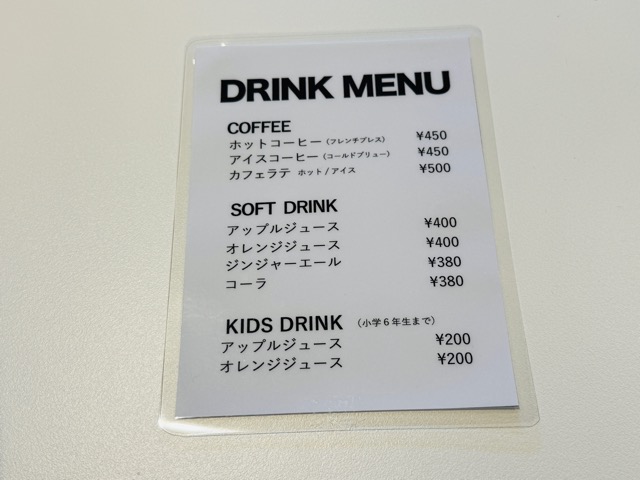 DRINK MENU
COFFEE
ホットコーヒー（フレンチプレス） ¥450
アイスコーヒー（コールドブリュー） ¥450
カフェラテ ホット/アイス ¥500
SOFT DRINK
アップルジュース ¥400
オレンジジュース ¥400
ジンジャーエール ¥380
コーラ ¥380
KIDS DRINK （小学６年生まで）
アップルジュース ¥200
オレンジジュース ¥200